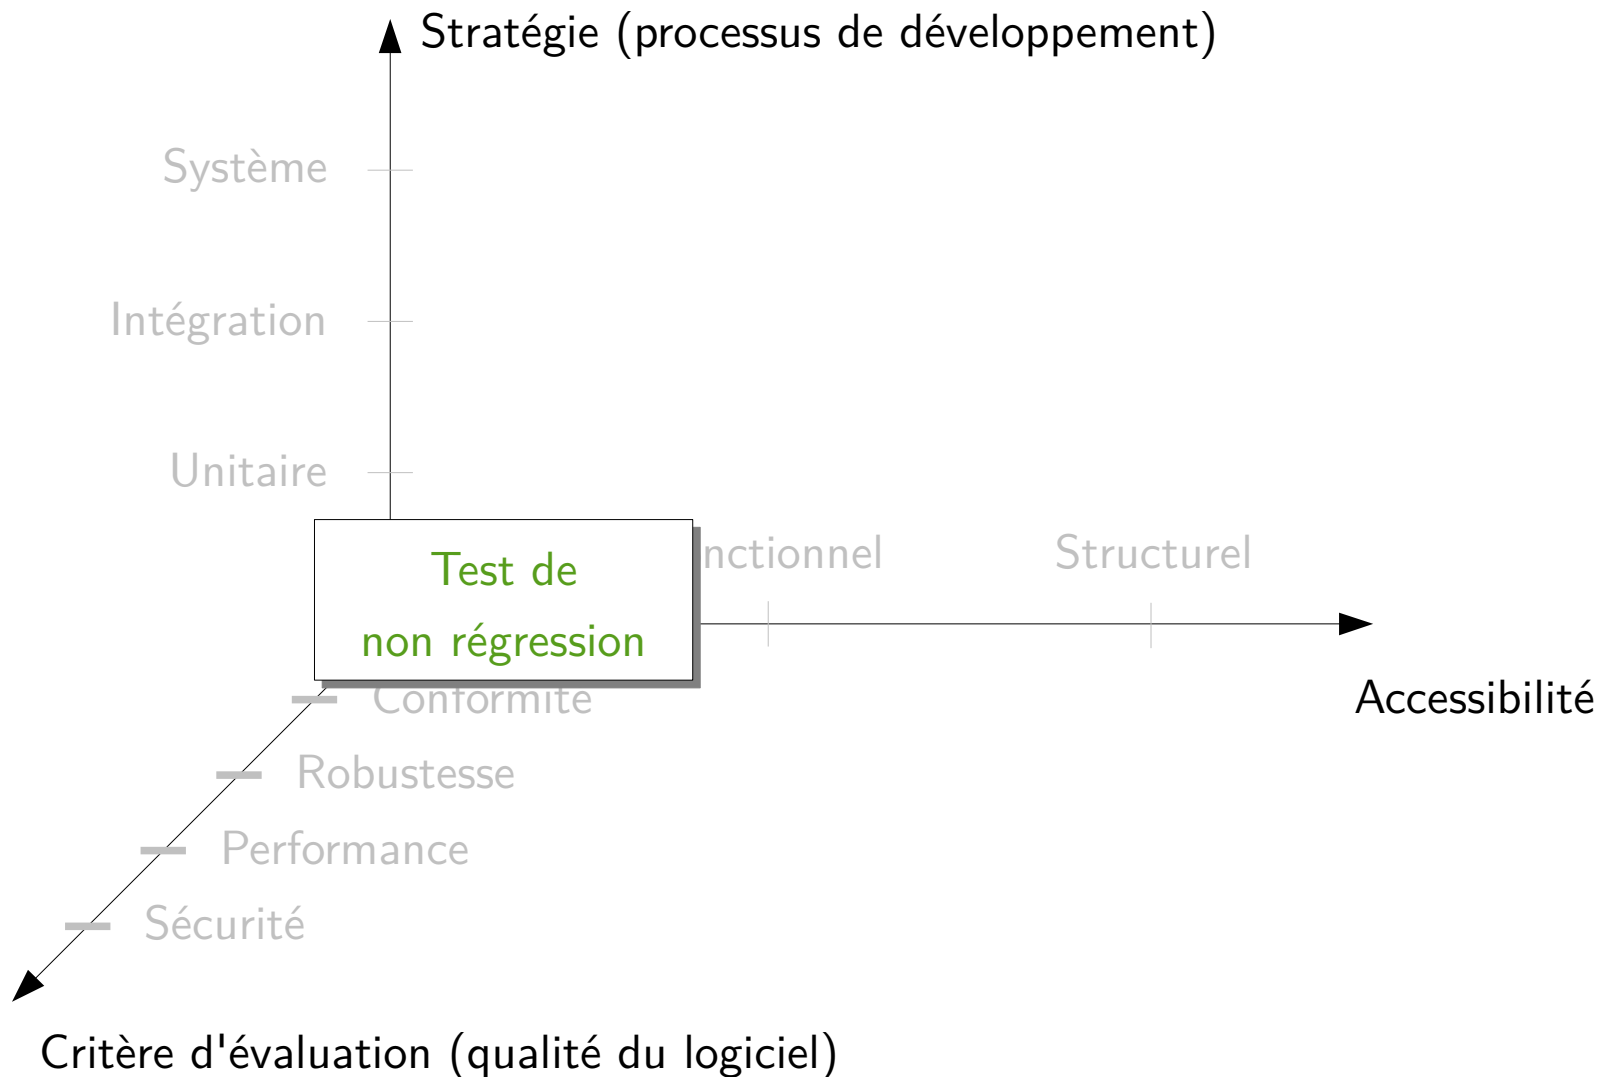 Stratégie (processus de développement)
Système
Intégration
Unitaire
nctionnel
Structurel
Test de
non régression
Accessibilité
Conformité
Robustesse
Performance
Sécurité
Critère d'évaluation (qualité du logiciel)